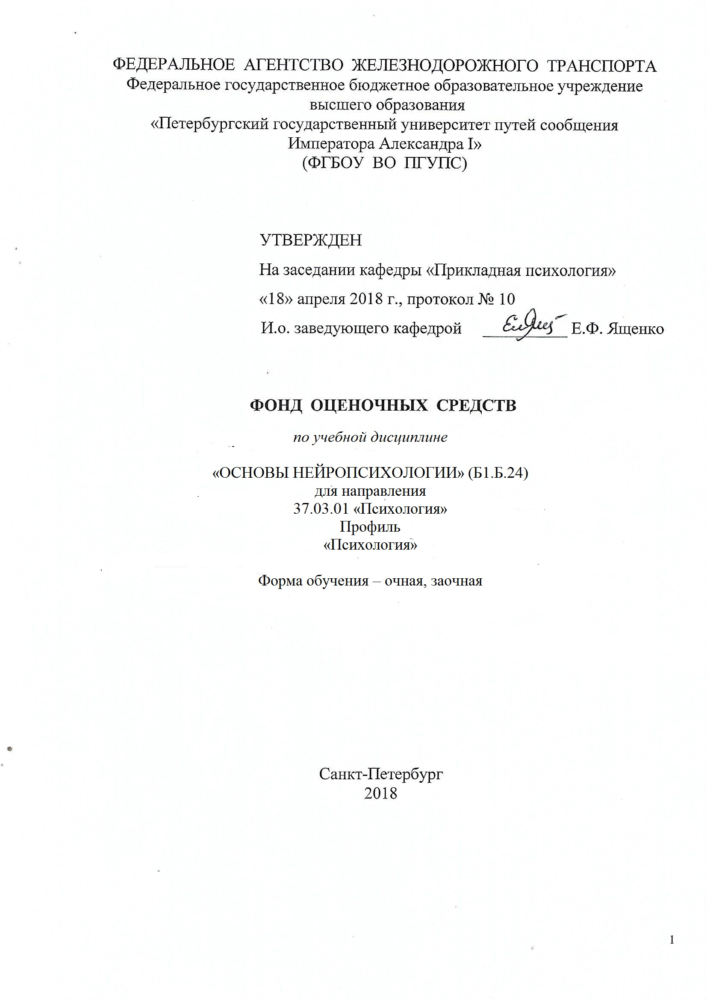 ФЕДЕРАЛЬНОЕ АГЕНТСТВО ЖЕЛЕЗНОДОРОЖНОГО ТРАНСПОРТА
Федеральное государственное бюджетное образовательное учреждение
высшего образования
«Петербургский государственный университет путей сообщения
Императора Александра I»
(ФГБОУ ВО ПГУПС)
УТВЕРЖДЕН
На заседании кафедры «Прикладная психология»
«18» апреля 2018 г., протокол № 10
И.о. заведующего кафедрой ___________ Е.Ф. Ященко
ФОНД ОЦЕНОЧНЫХ СРЕДСТВ
по учебной дисциплине
«ОСНОВЫ НЕЙРОПСИХОЛОГИИ» (Б1.Б.24)
для направления
37.03.01 «Психология»
Профиль
«Психология»
Форма обучения – очная, заочная
Санкт-Петербург
2018
1